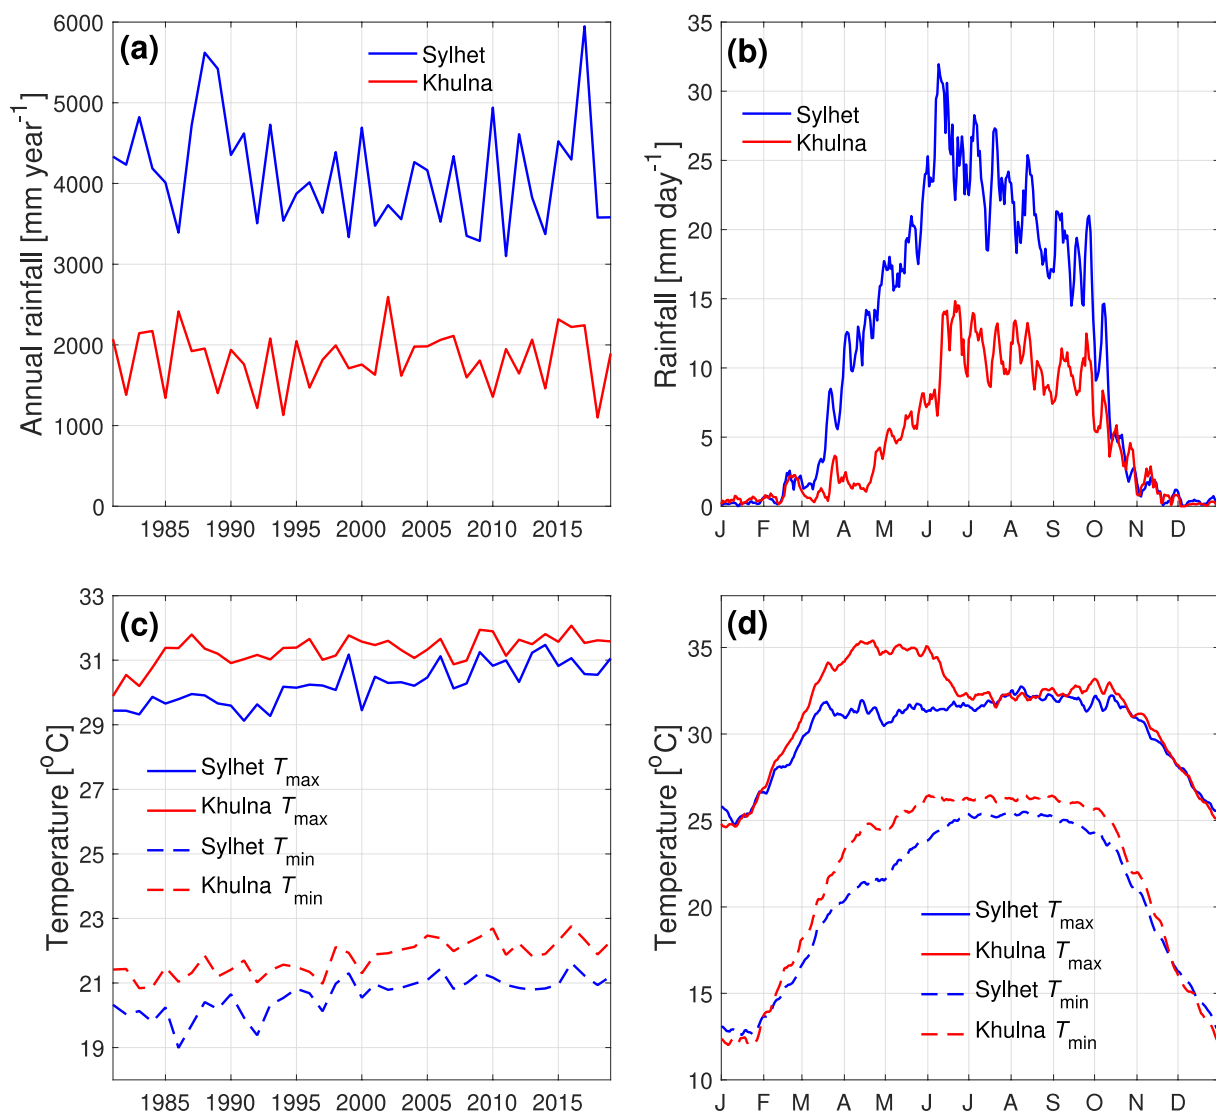 (a)
Sylhet
Khulna
Annual rainfall [mm year-1]
6000
5000
4000
3000
2000
1000
0
1985 1990 1995 2000 2005 2010 2015
(b)
Sylhet
Khulna
Rainfall [mm day-1]
35
30
25
20
15
10
5
0
J F M A M J J A S O N D
(c)
Temperature [oC]
33
31
29
27
25
23
21
19
Sylhet Tmax
Khulna Tmax
Sylhet Tmin
Khulna Tmin
1985 1990 1995 2000 2005 2010 2015
(d)
Temperature [oC]
35
30
25
20
15
10
Sylhet Tmax
Khulna Tmax
Sylhet Tmin
Khulna Tmin
J F M A M J J A S O N D